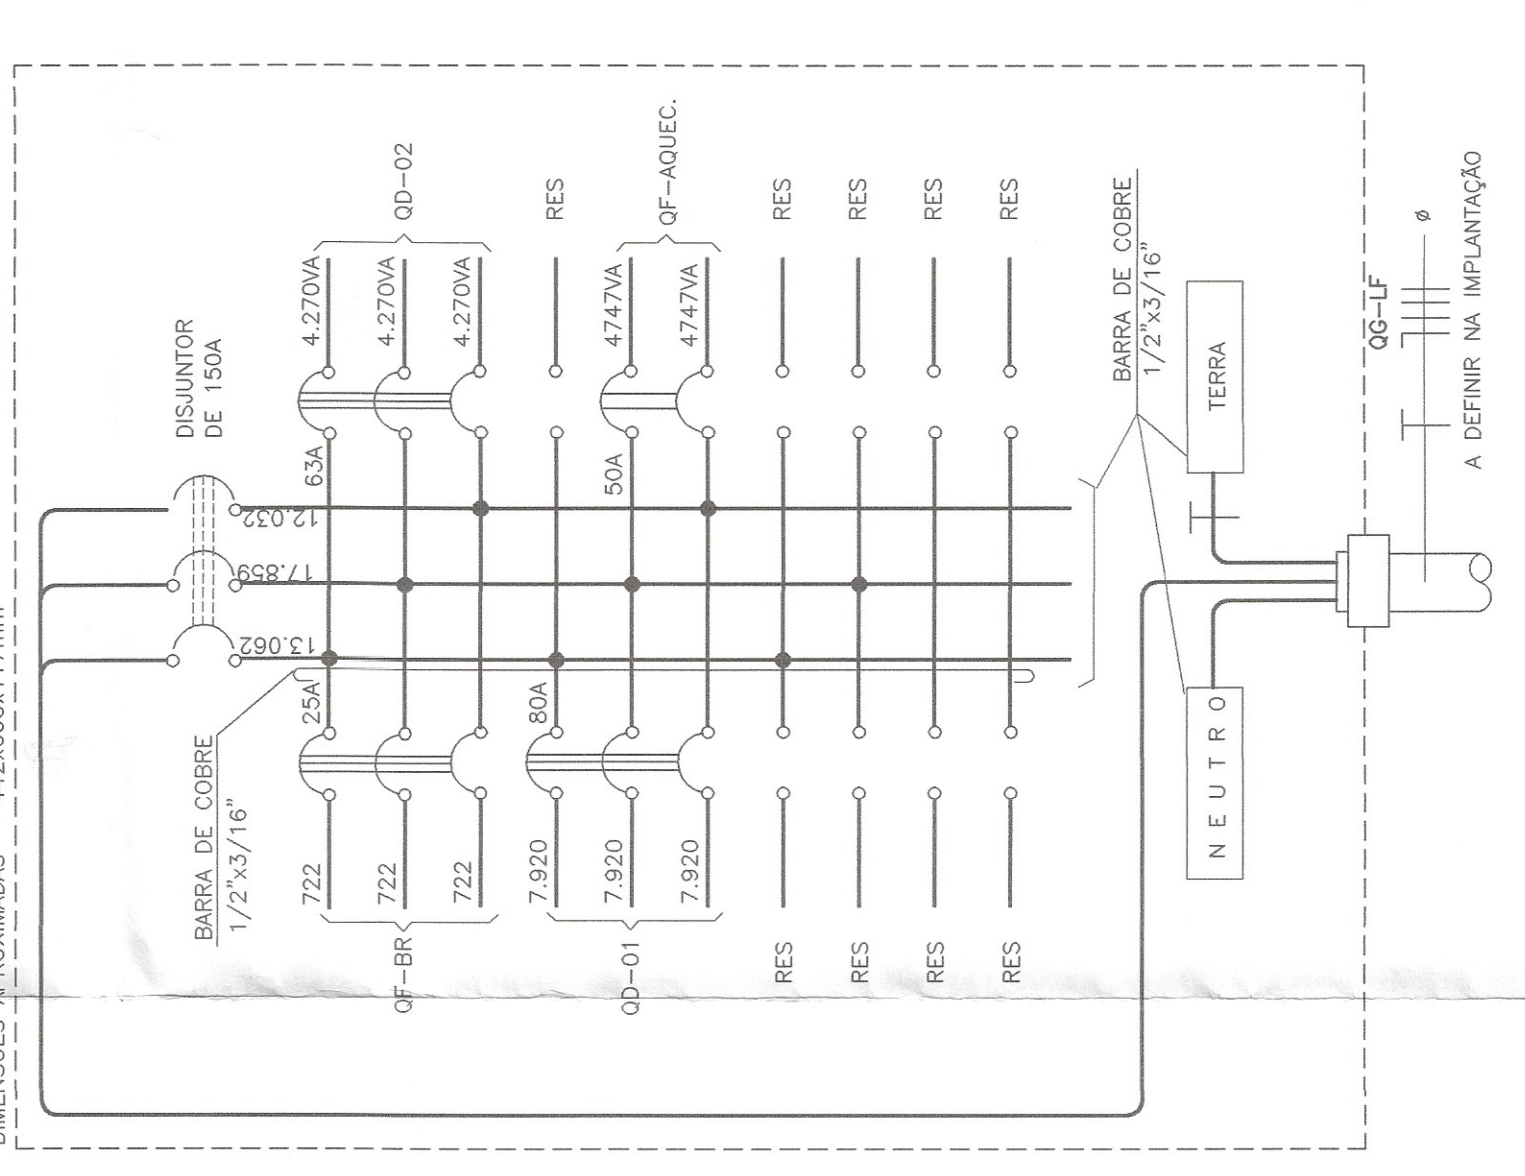 DISJUNTOR
DE 150A
12.032
17.859
13.062
BARRA DE COBRE
1/2"x3/16"
63A
4.270VA
4.270VA
4.270VA
QD-02
RES
50A
4747VA
4747VA
QF-AQUEC.
RES
RES
RES
RES
25A
722
722
722
QF-BR
80A
7.920
7.920
7.920
QD-01
RES
RES
RES
RES
BARRA DE COBRE
1/2"x3/16"
TERRA
NEUTRO
QG-LF
ø
A DEFINIR NA IMPLANTAÇÃO